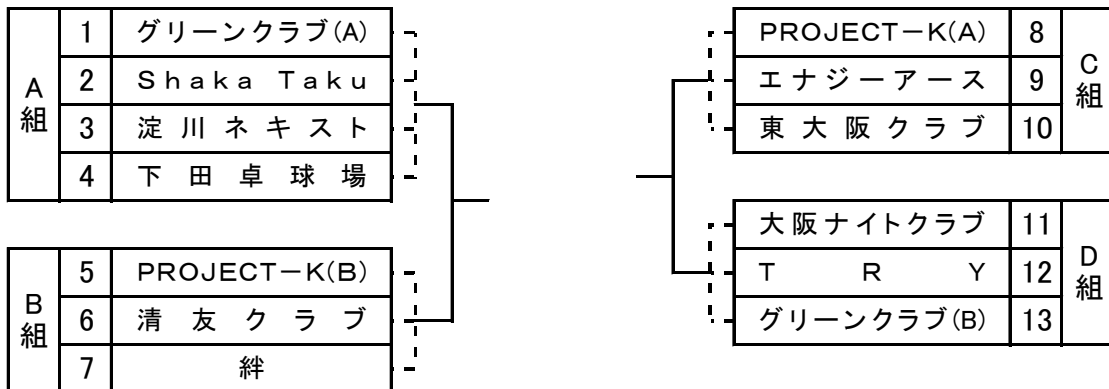 A組
1 グリーンクラブ(A)
2 Shaka Taku
3 淀川ネキスト
4 下田卓球場
B組
5 PROJECT－K(B)
6 清友クラブ
7 絆
PROJECT－K(A) 8
エナジーアース 9
東大阪クラブ 10
C組
大阪ナイトクラブ 11
TRY 12
グリーンクラブ(B) 13
D組